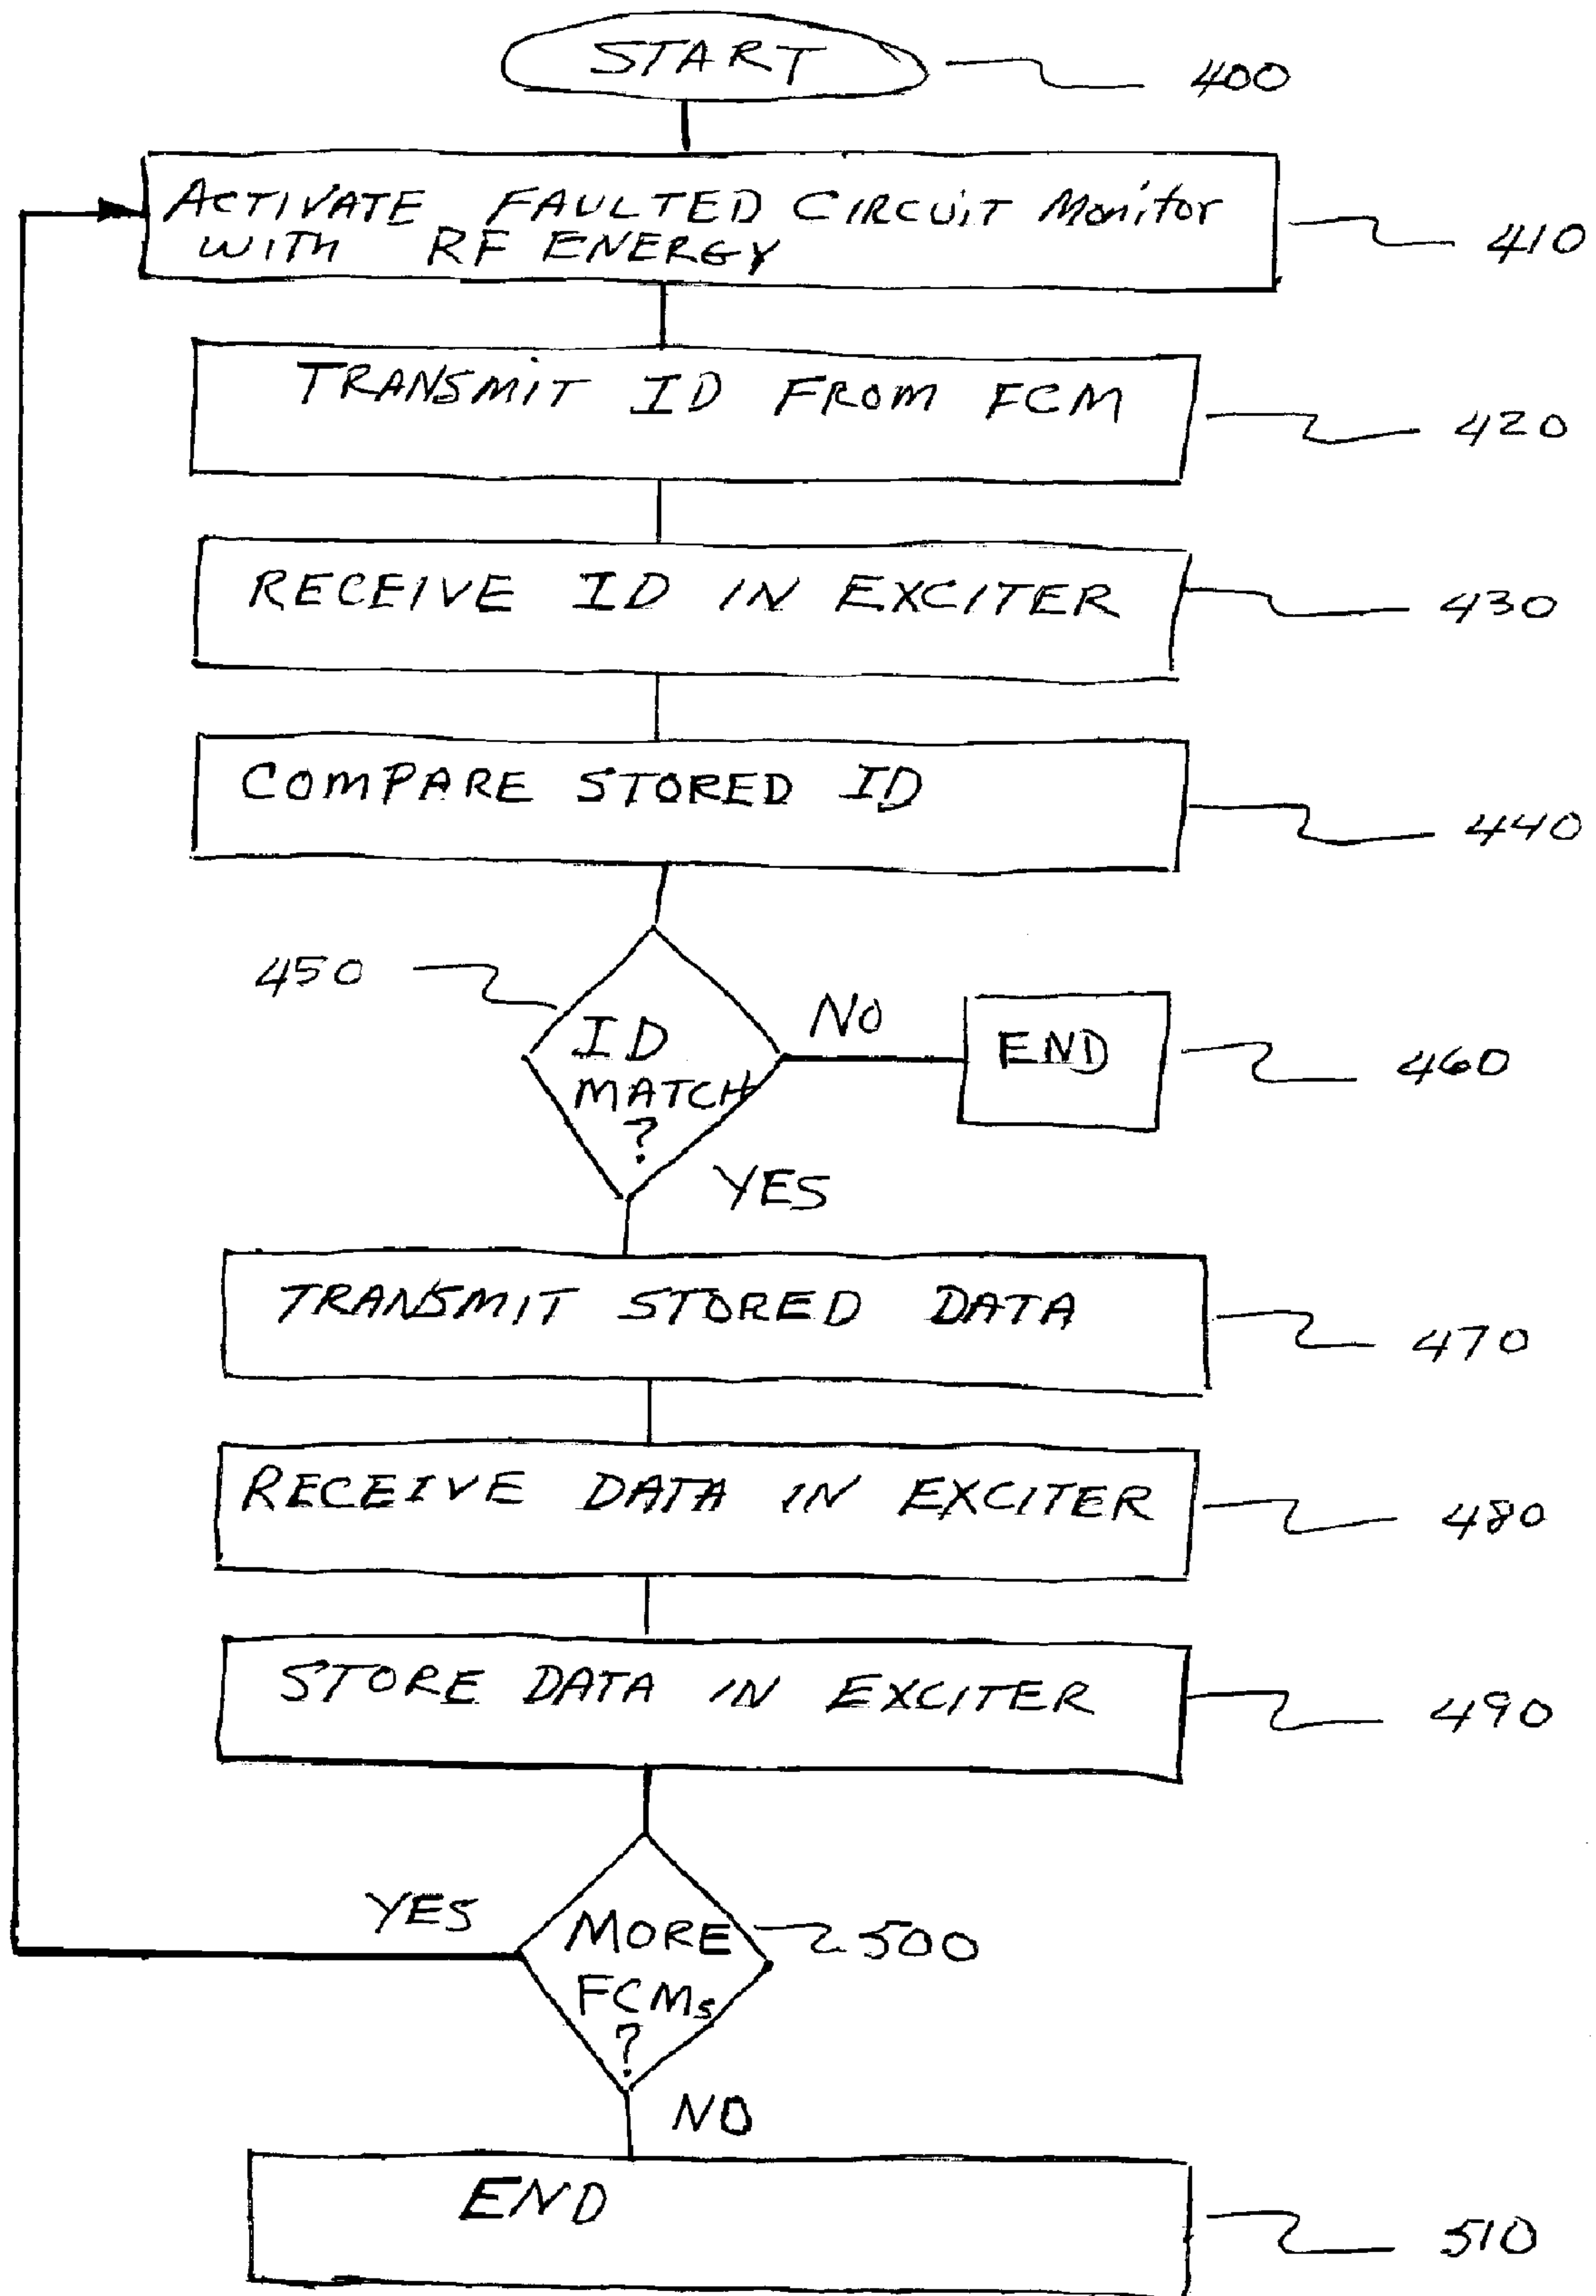 START
400
ACTIVATE FAULTED CIRCUIT Monitor
WITH RF ENERGY
410
TRANSMIT ID FROM FCM
420
RECEIVE ID IN EXCITER
430
COMPARE STORED ID
440
450
ID
MATCH
?
NO
END
460
YES
TRANSMIT STORED DATA
470
RECEIVE DATA IN EXCITER
480
STORE DATA IN EXCITER
490
YES
MORE
FCMs
?
500
NO
END
510